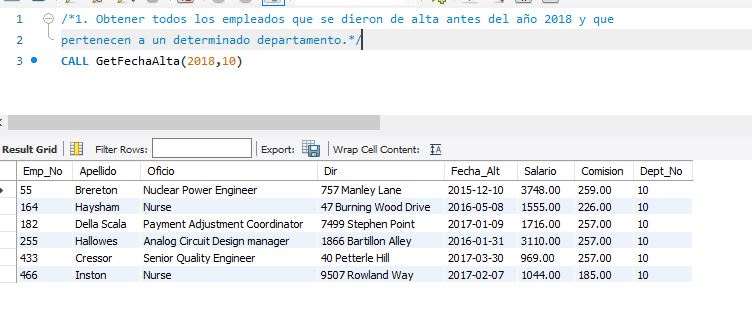 1 /*1. Obtener todos los empleados que se dieron de alta antes del año 2018 y que
2 pertenecen a un determinado departamento.*/
3 CALL GetFechaAlta(2018,10)
Result Grid Filter Rows: Export: Wrap Cell Content:
Emp_No Apellido Oficio Dir Fecha_Alt Salario Comision Dept_No
55 Brereton Nuclear Power Engineer 757 Manley Lane 2015-12-10 3748.00 259.00 10
164 Haysham Nurse 47 Burning Wood Drive 2016-05-08 1555.00 226.00 10
182 Della Scala Payment Adjustment Coordinator 7499 Stephen Point 2017-01-09 1716.00 257.00 10
255 Hallowes Analog Circuit Design manager 1866 Bartillon Alley 2016-01-31 3110.00 257.00 10
433 Cressor Senior Quality Engineer 40 Petterle Hill 2017-03-30 969.00 257.00 10
466 Inston Nurse 9507 Rowland Way 2017-02-07 1044.00 185.00 10